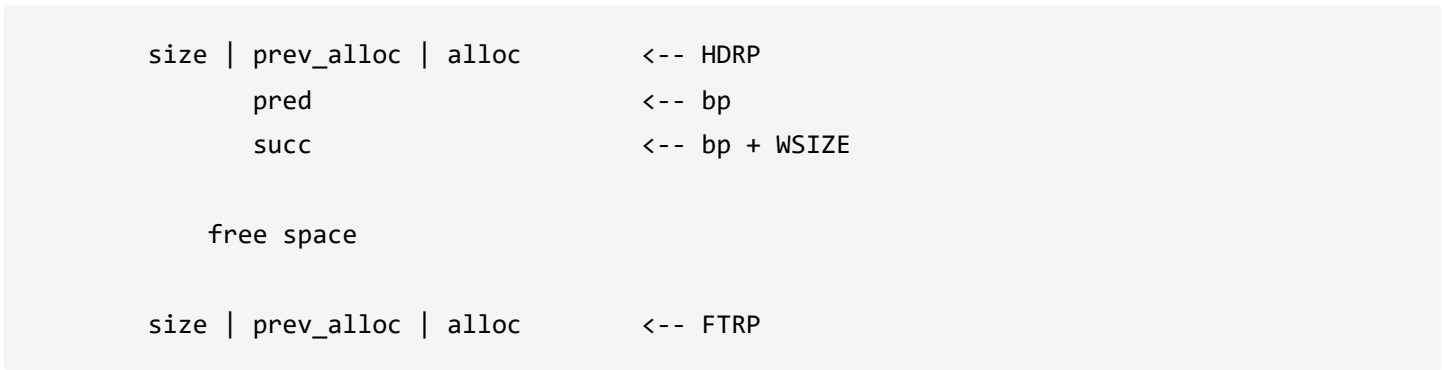 size | prev_alloc | alloc <-- HDRP
pred <-- bp
succ <-- bp + WSIZE
free space
size | prev_alloc | alloc <-- FTRP